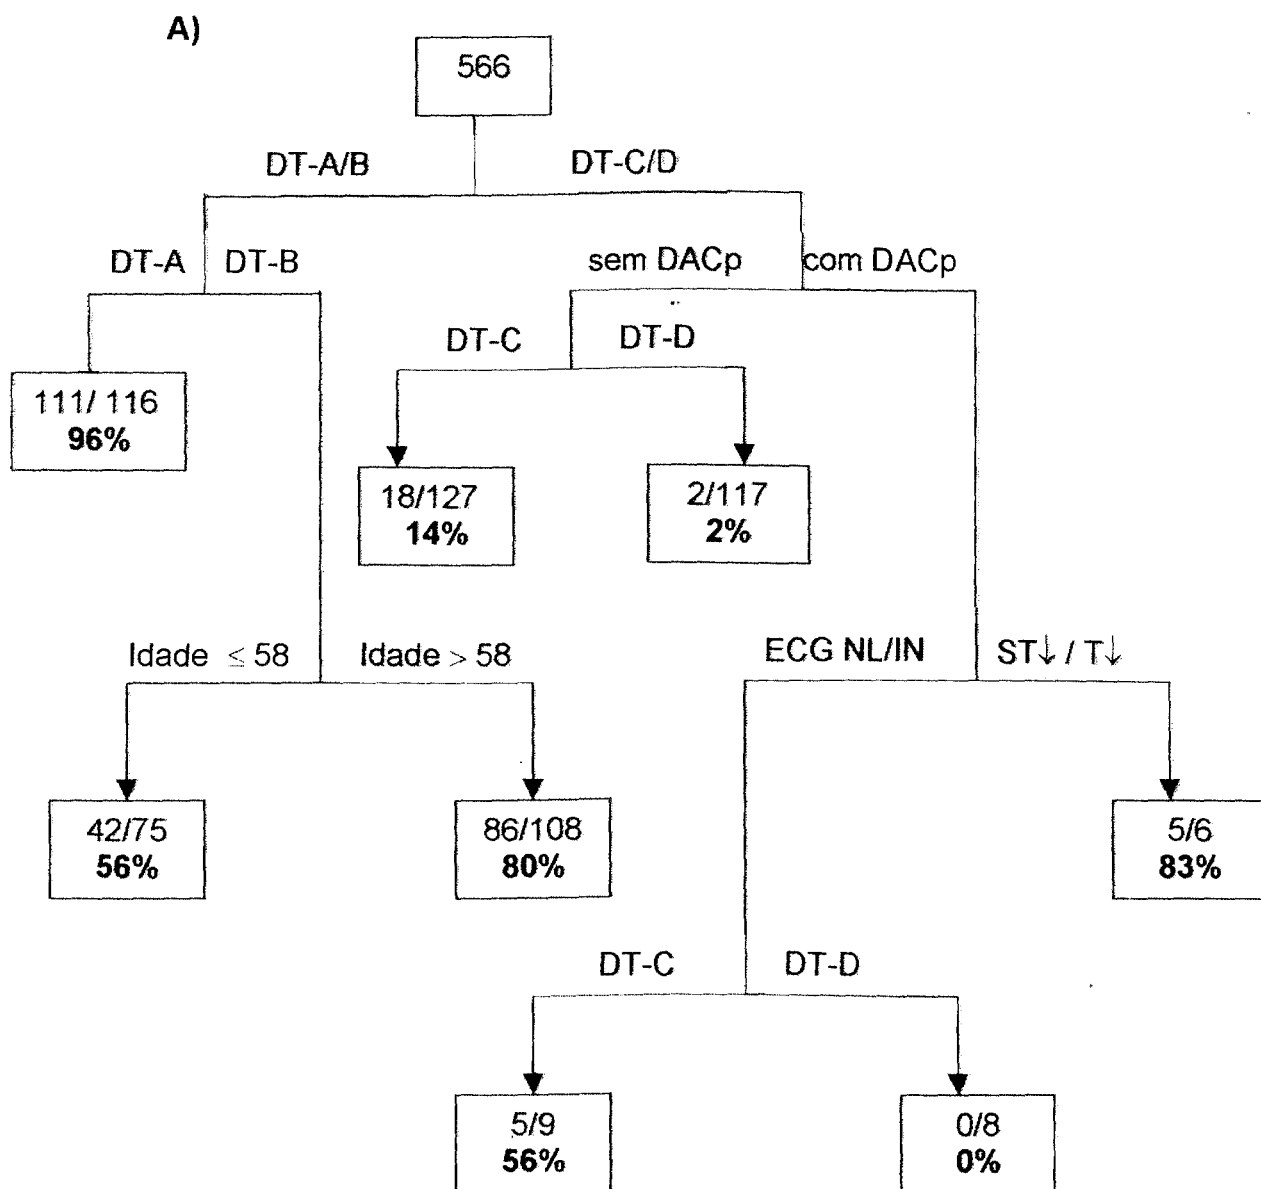 A)
566
DT-A/B
DT-C/D
DT-A
DT-B
sem DACp
com DACp
DT-C
DT-D
111/ 116
96%
18/127
14%
2/117
2%
Idade ≤ 58
Idade > 58
ECG NL/IN
ST↓ / T↓
42/75
56%
86/108
80%
5/6
83%
DT-C
DT-D
5/9
56%
0/8
0%